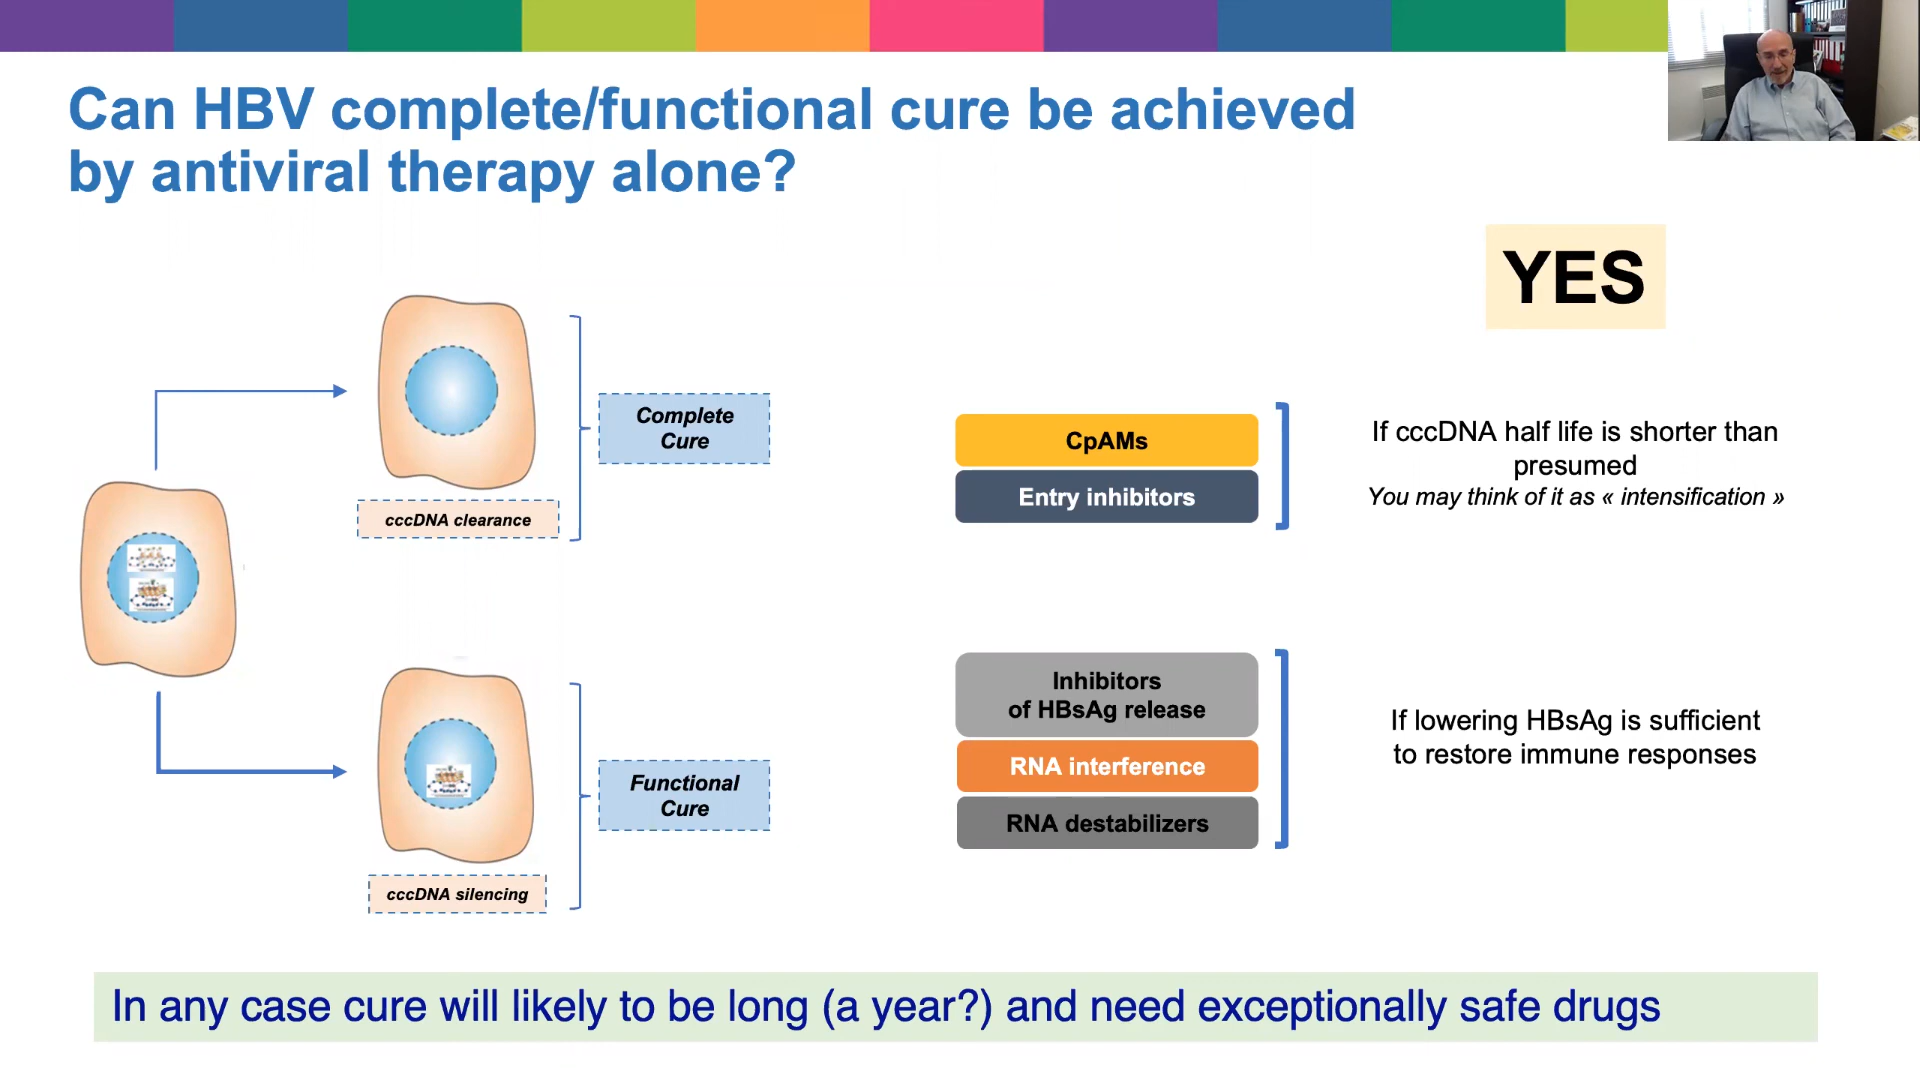 Can HBV complete/functional cure be achieved
by antiviral therapy alone?
YES
Complete
Cure
cccDNA clearance
CpAMs
Entry inhibitors
If cccDNA half life is shorter than
presumed
You may think of it as « intensification »
Functional
Cure
cccDNA silencing
Inhibitors
of HBsAg release
RNA interference
RNA destabilizers
If lowering HBsAg is sufficient
to restore immune responses
In any case cure will likely to be long (a year?) and need exceptionally safe drugs